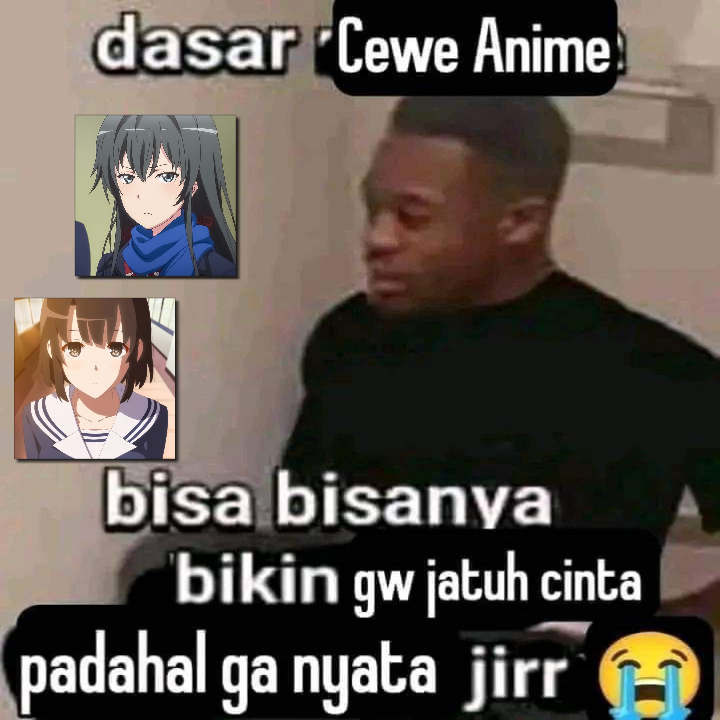 dasar Cewe Anime
bisa bisanya
bikin gw jatuh cinta
padahal ga nyata jirr 😭